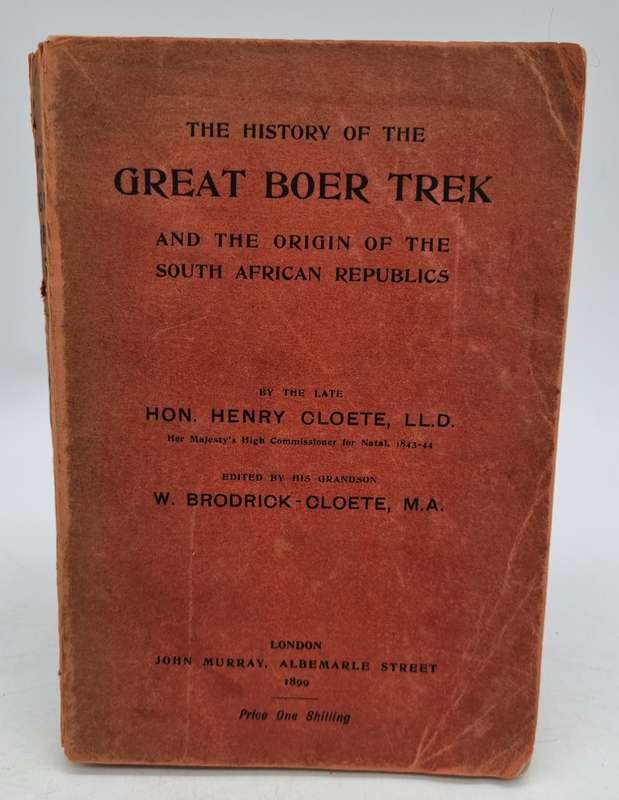 THE HISTORY OF THE
GREAT BOER TREK
AND THE ORIGIN OF THE
SOUTH AFRICAN REPUBLICS
BY THE LATE
HON. HENRY CLOETE, LL.D.
Her Majesty's High Commissioner for Natal, 1843-44
EDITED BY HIS GRANDSON
W. BRODRICK-CLOETE, M.A.
LONDON
JOHN MURRAY, ALBEMARLE STREET
1899
Price One Shilling